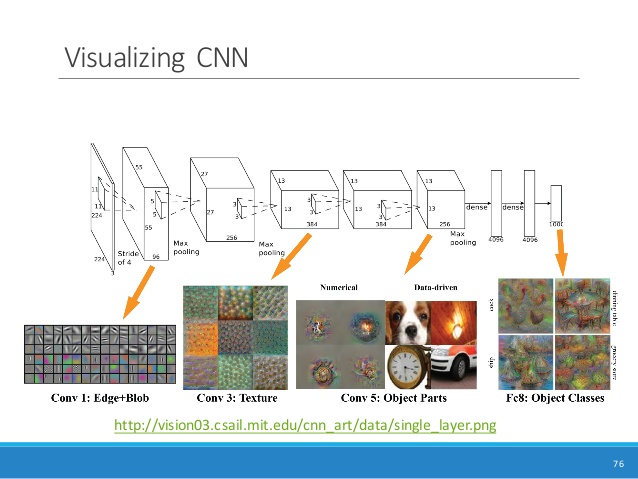 Visualizing CNN
55
27
13
13
13
11
5
3
3
3
11
224
5
27
3
13
3
13
3
13
dense
dense
384
384
256
1000
55
256
Max
pooling
4096
4096
Stride
of 4
96
Max
pooling
Max
pooling
224
3
Numerical
Data-driven
Conv 1: Edge+Blob
Conv 3: Texture
Conv 5: Object Parts
Fc8: Object Classes
http://vision03.csail.mit.edu/cnn_art/data/single_layer.png
76